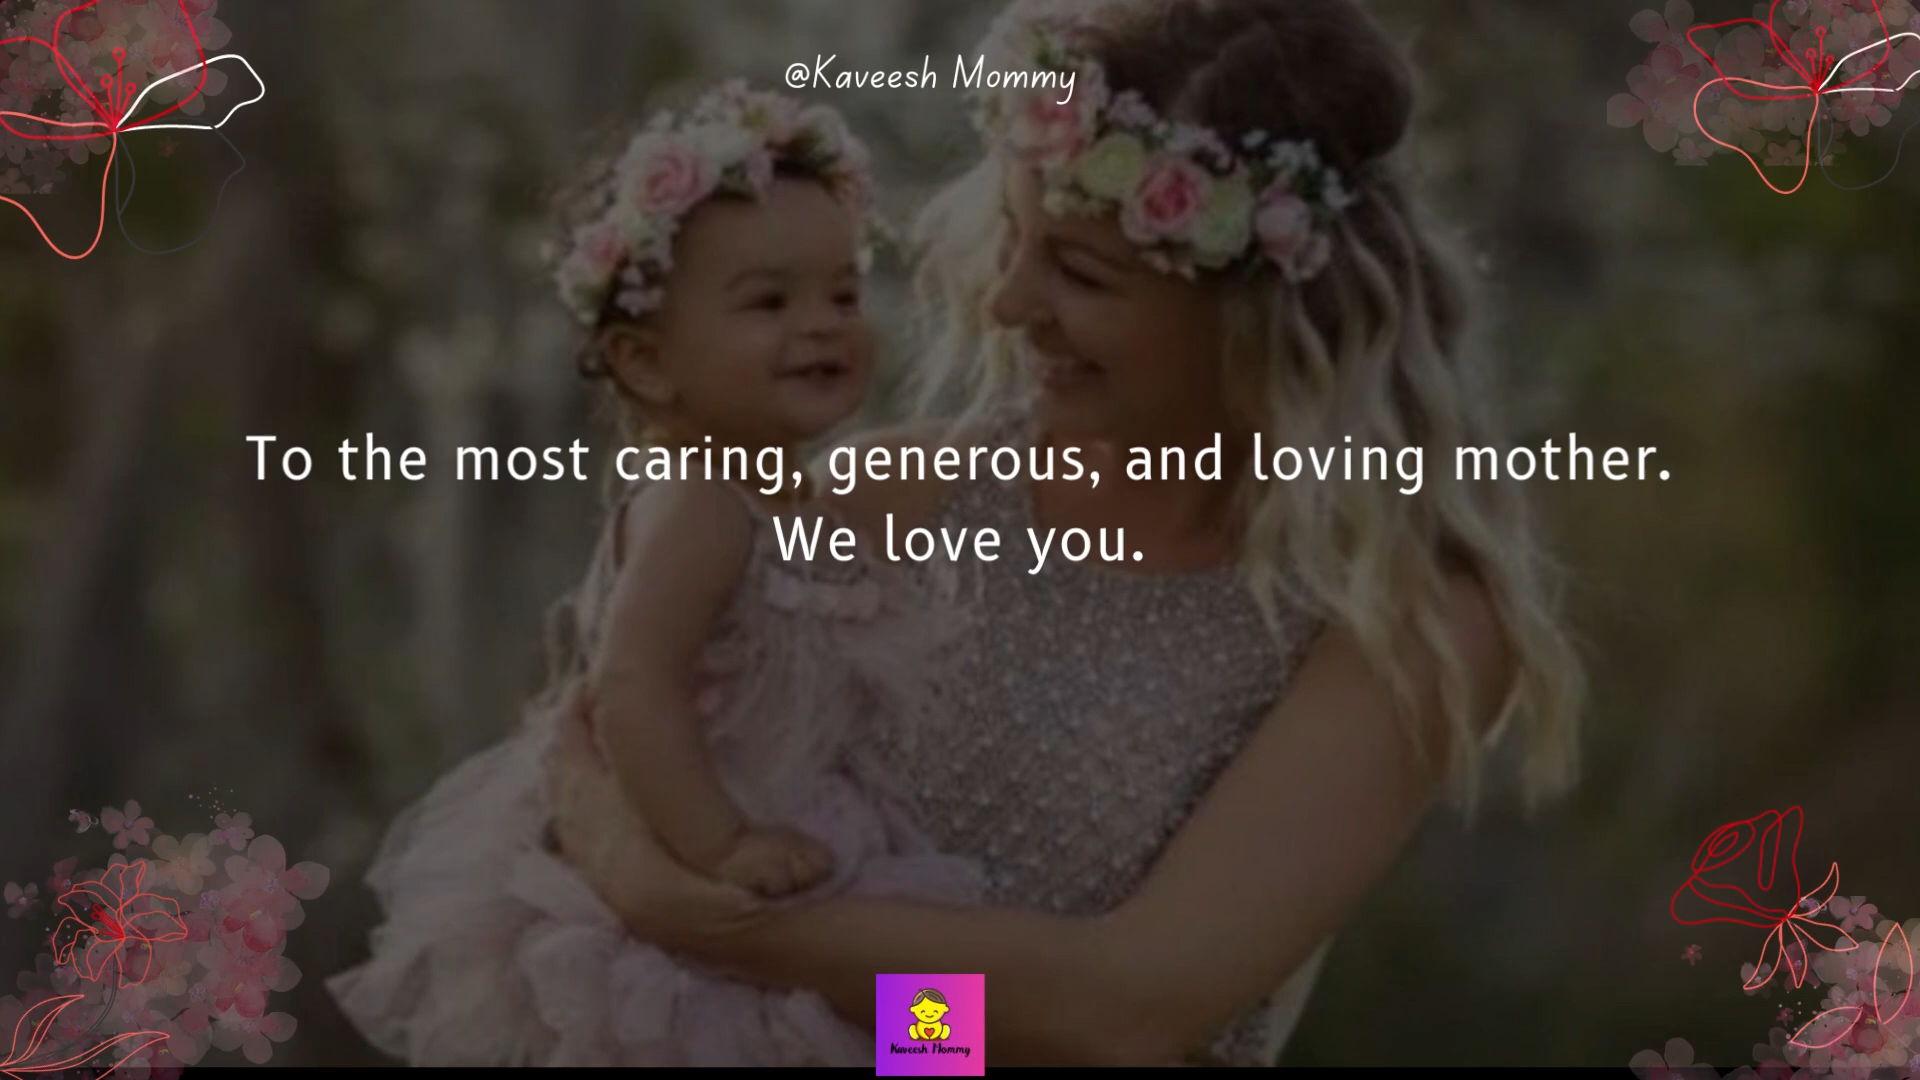 @Kaveesh Mommy
To the most caring, generous, and loving mother.
We love you.
Kaveesh Mommy